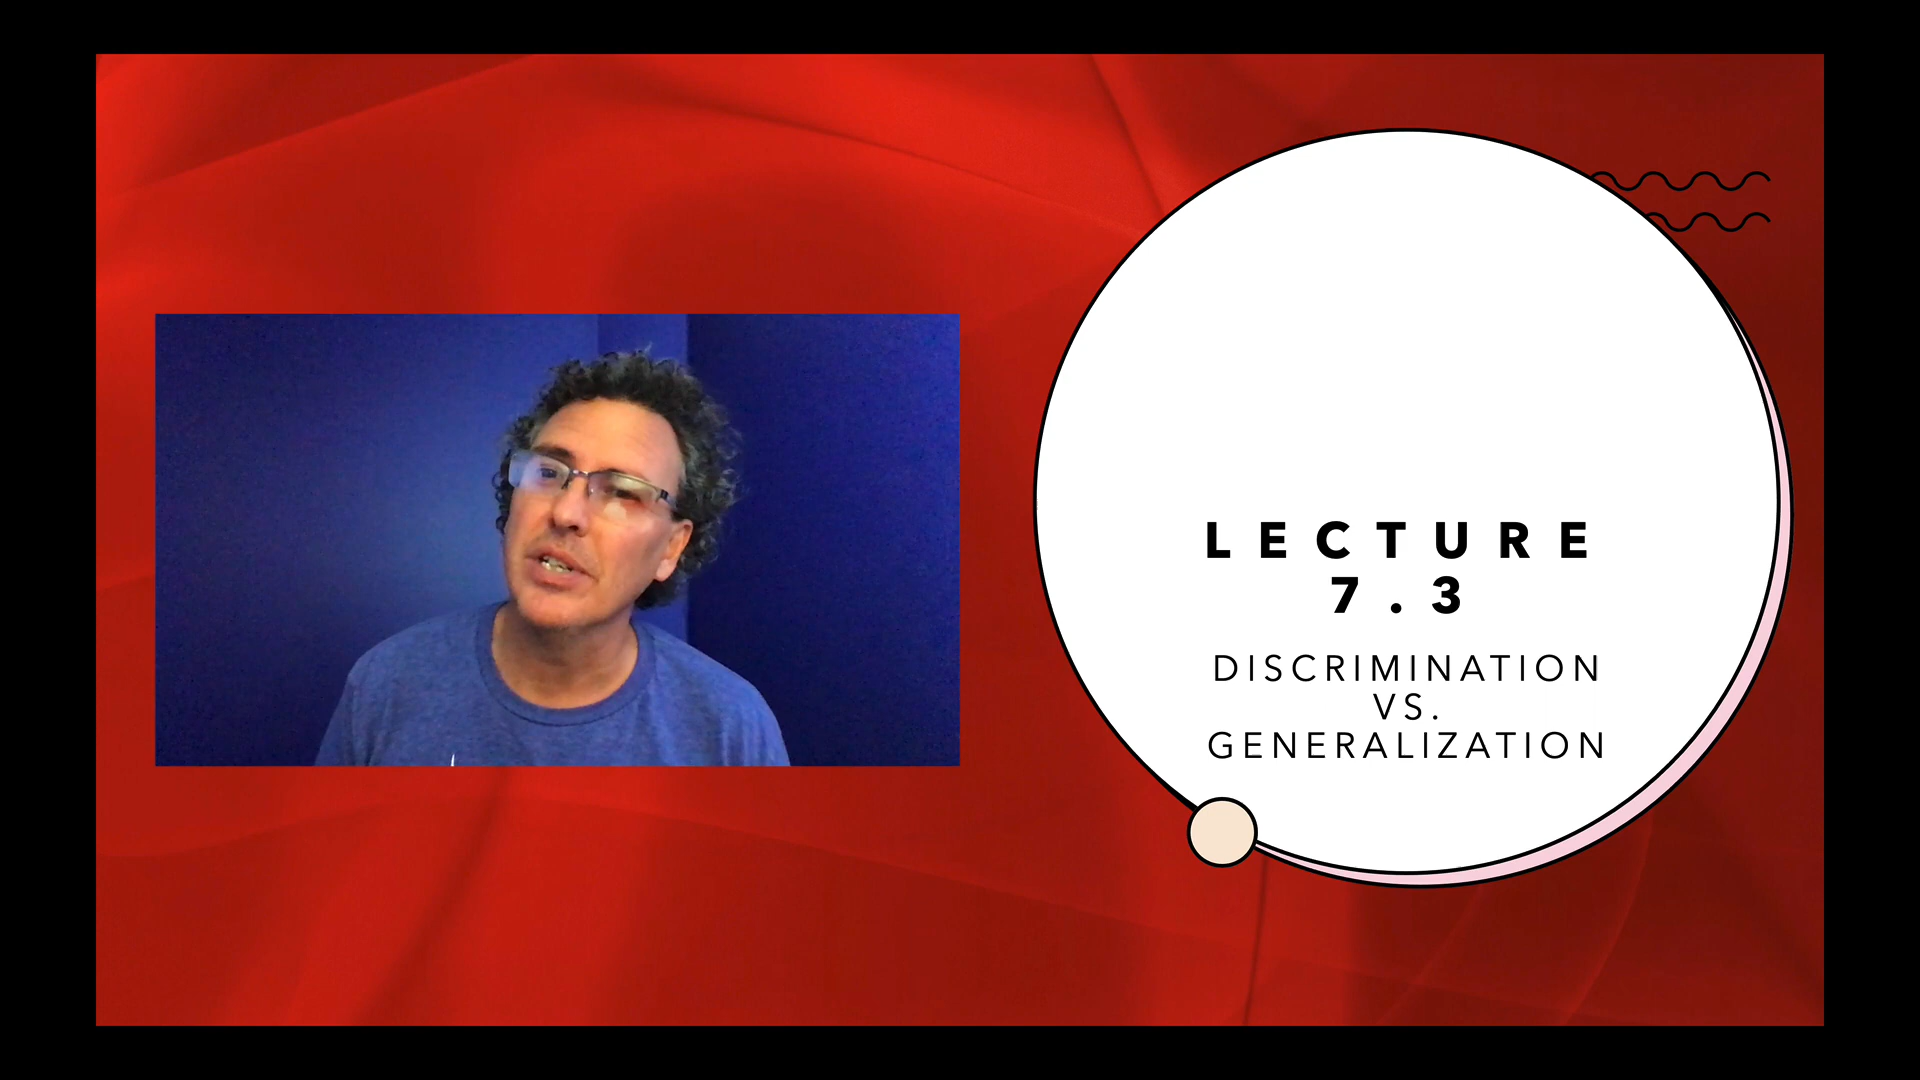 LECTURE
7.3
DISCRIMINATION
VS.
GENERALIZATION